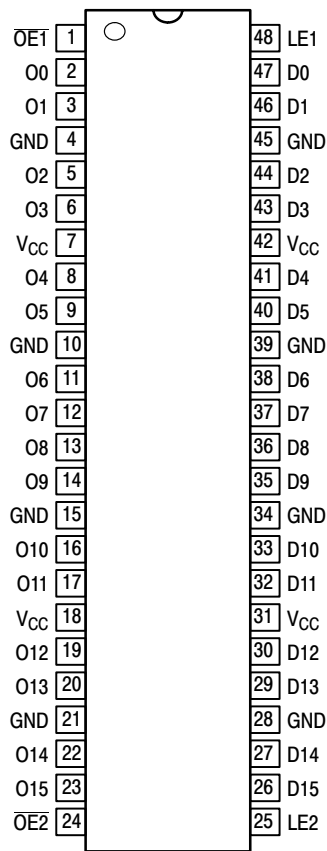 O̅E̅1̅ 1 48 LE1
O0 2 47 D0
O1 3 46 D1
GND 4 45 GND
O2 5 44 D2
O3 6 43 D3
VCC 7 42 VCC
O4 8 41 D4
O5 9 40 D5
GND 10 39 GND
O6 11 38 D6
O7 12 37 D7
O8 13 36 D8
O9 14 35 D9
GND 15 34 GND
O10 16 33 D10
O11 17 32 D11
VCC 18 31 VCC
O12 19 30 D12
O13 20 29 D13
GND 21 28 GND
O14 22 27 D14
O15 23 26 D15
O̅E̅2̅ 24 25 LE2